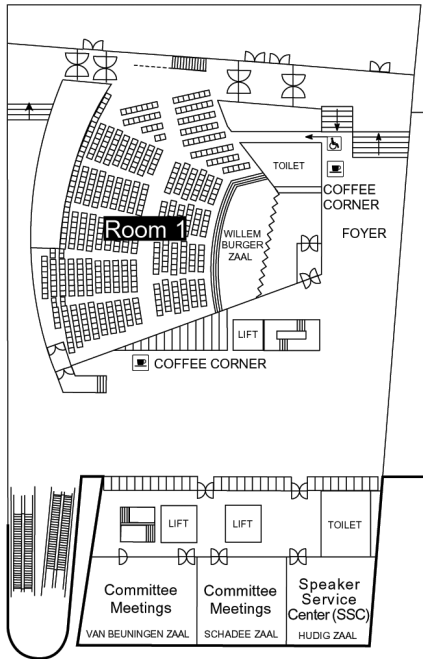 TOILET
COFFEE
CORNER
Room 1
WILLEM
BURGER
ZAAL
FOYER
LIFT
COFFEE CORNER
LIFT
LIFT
TOILET
Committee
Meetings
VAN BEUNINGEN ZAAL
Committee
Meetings
SCHADEE ZAAL
Speaker
Service
Center (SSC)
HUDIG ZAAL